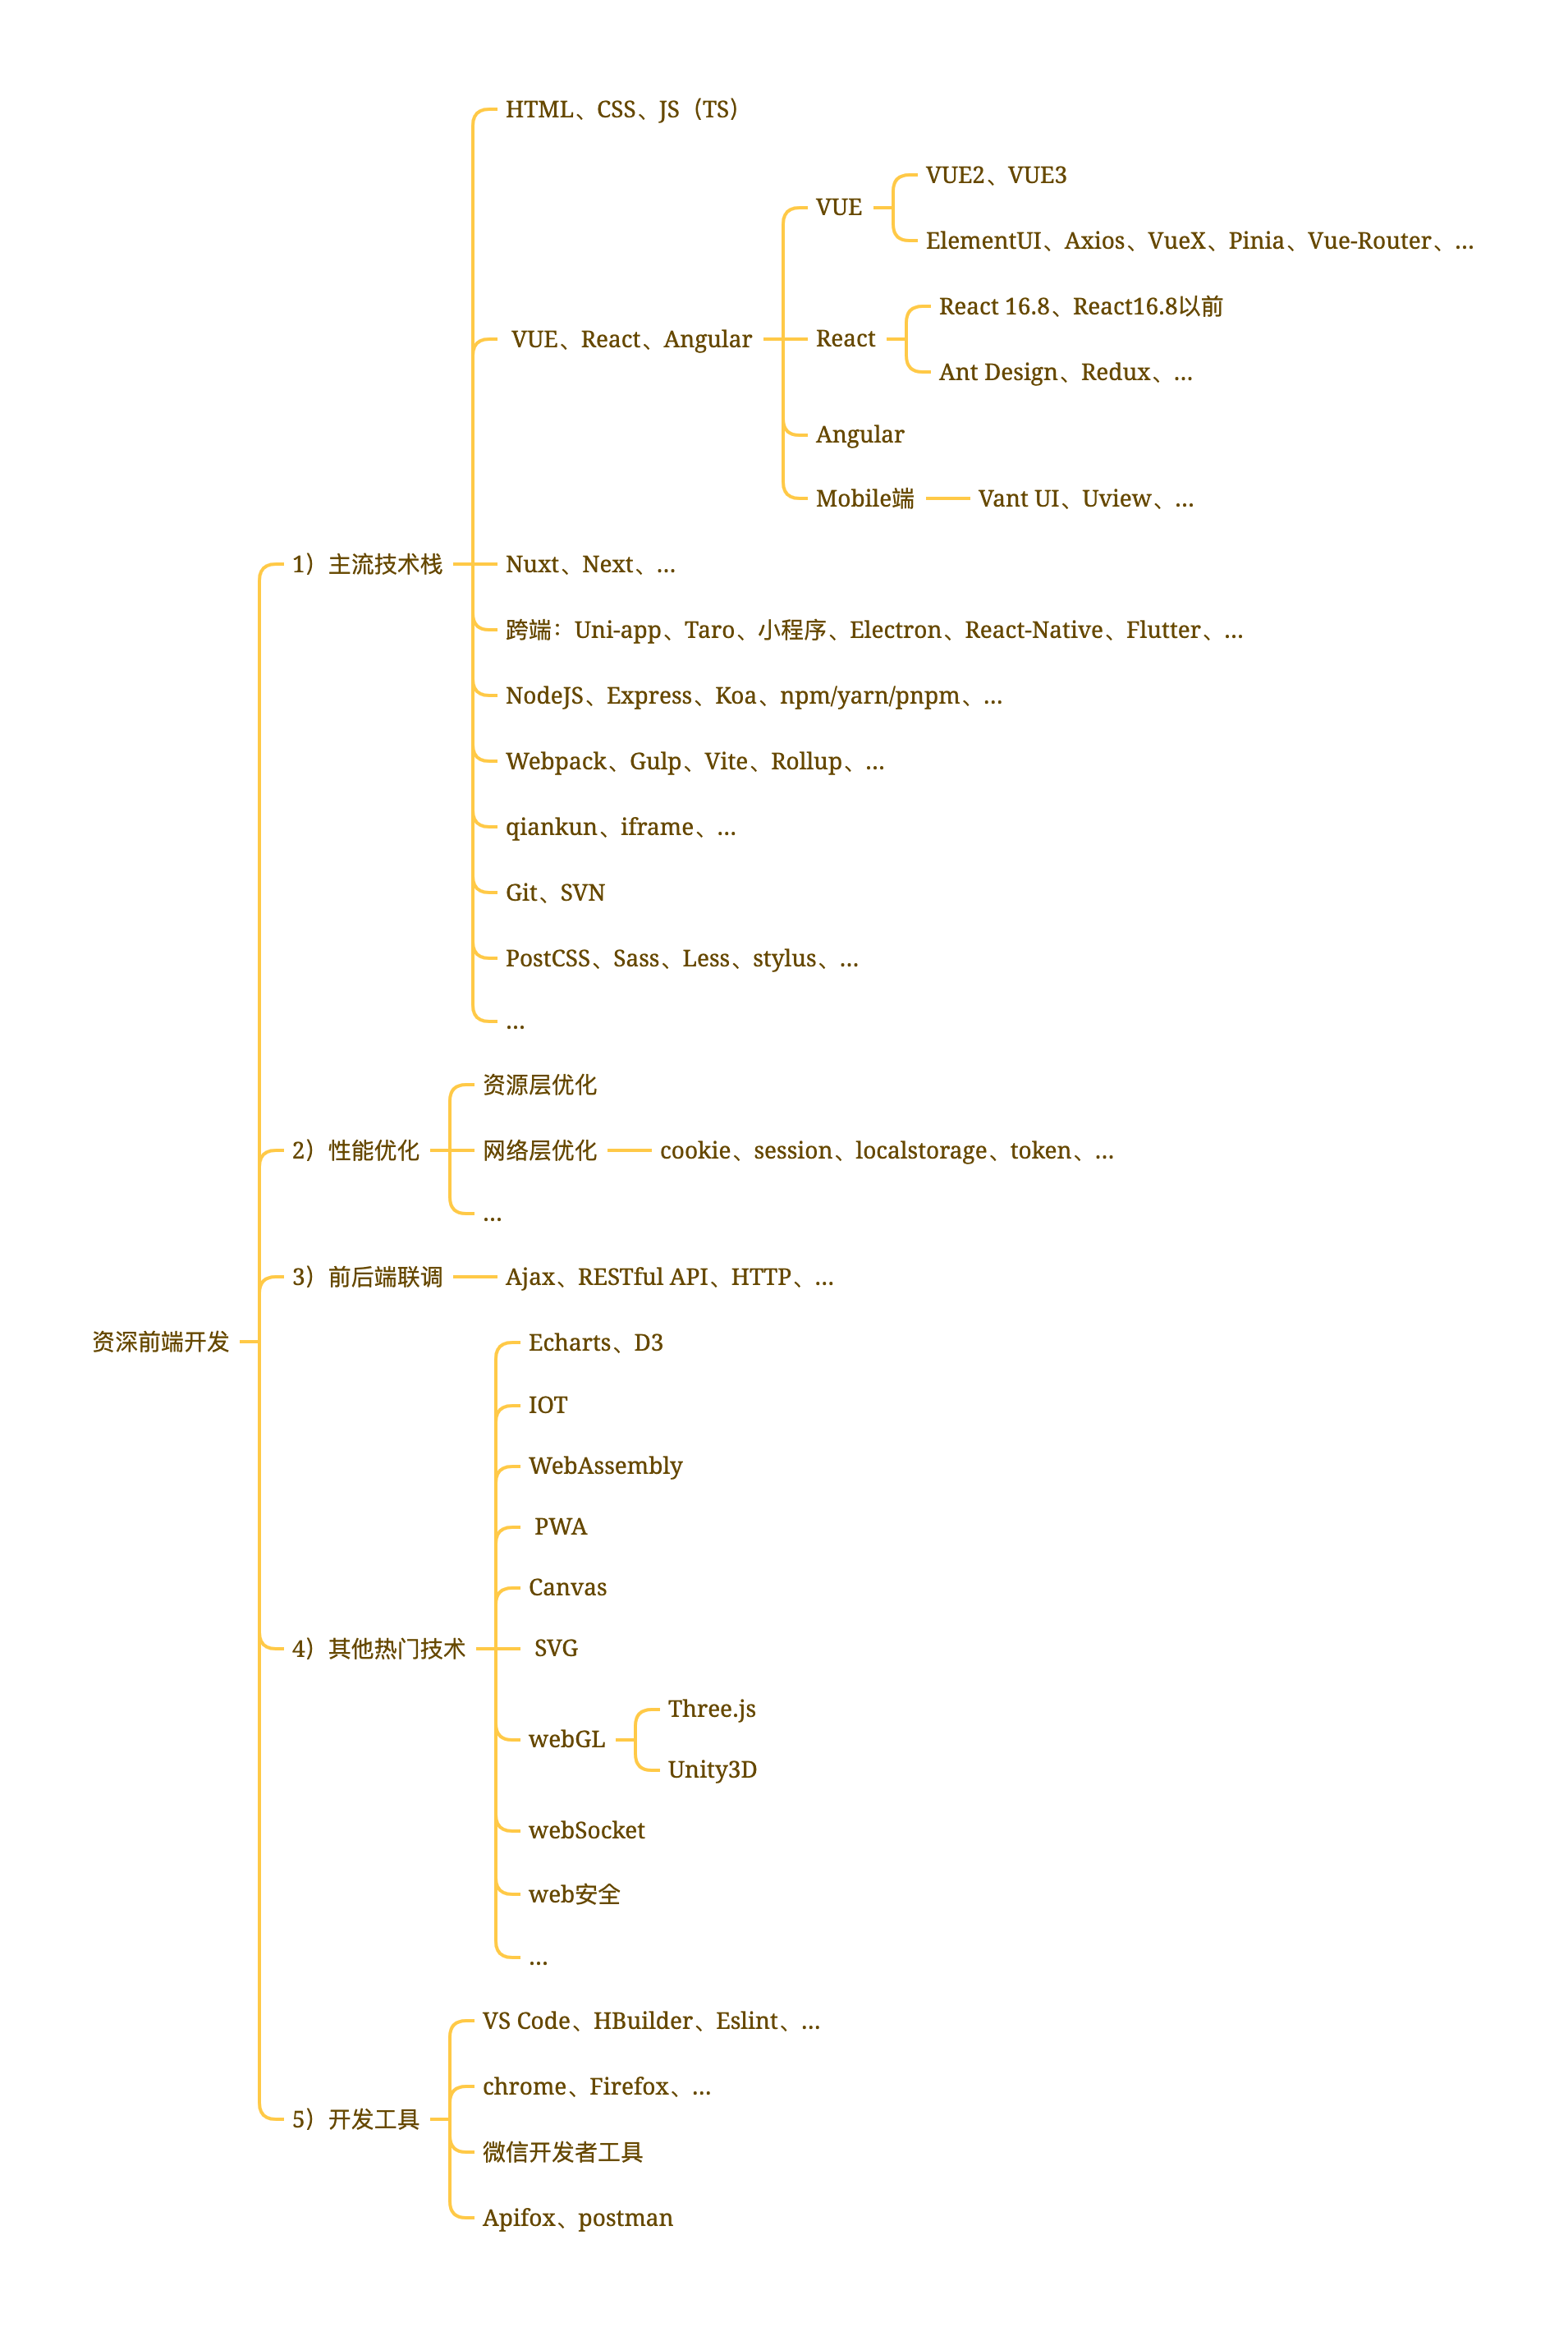 HTML、CSS、JS（TS）
VUE2、VUE3
VUE
ElementUI、Axios、VueX、Pinia、Vue-Router、...
React 16.8、React16.8以前
VUE、React、Angular
React
Ant Design、Redux、...
Angular
Mobile端
Vant UI、Uview、...
1）主流技术栈
Nuxt、Next、...
跨端：Uni-app、Taro、小程序、Electron、React-Native、Flutter、...
NodeJS、Express、Koa、npm/yarn/pnpm、...
Webpack、Gulp、Vite、Rollup、...
qiankun、iframe、...
Git、SVN
PostCSS、Sass、Less、stylus、...
...
资源层优化
2）性能优化
网络层优化
cookie、session、localstorage、token、...
...
3）前后端联调
Ajax、RESTful API、HTTP、...
资深前端开发
Echarts、D3
IOT
WebAssembly
PWA
Canvas
4）其他热门技术
SVG
Three.js
webGL
Unity3D
webSocket
web安全
...
VS Code、HBuilder、Eslint、...
chrome、Firefox、...
5）开发工具
微信开发者工具
Apifox、postman